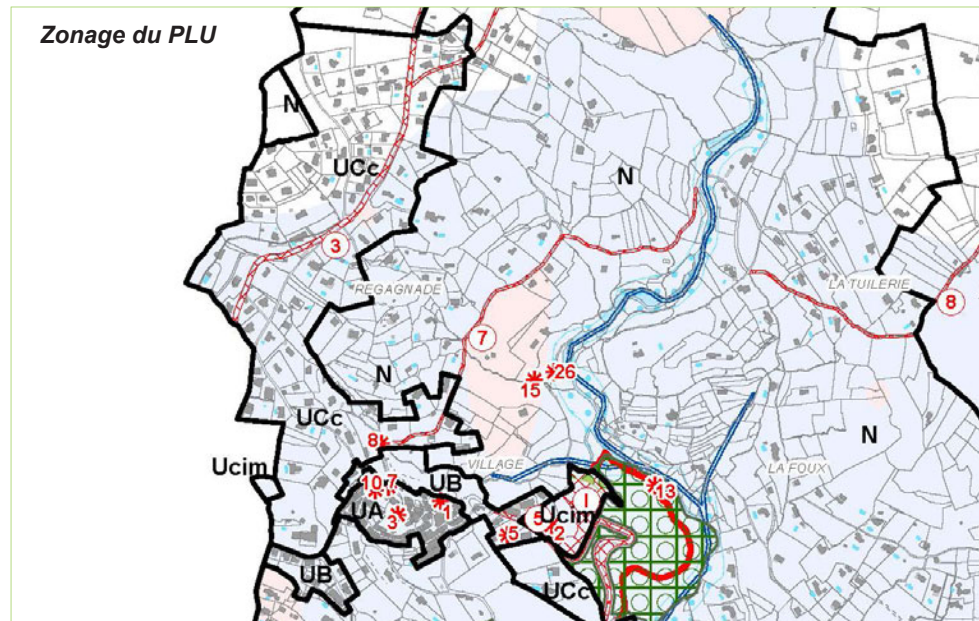 Zonage du PLU
N
UCc
N
3
N
REGAGNADE
LA TUILERIE
8
7
26
15
N
UCc
8
N
Ucim
VILLAGE
LA FOUX
10
7
UB
I
13
UA
3
1
5
Ucim
5
2
UB
UCc